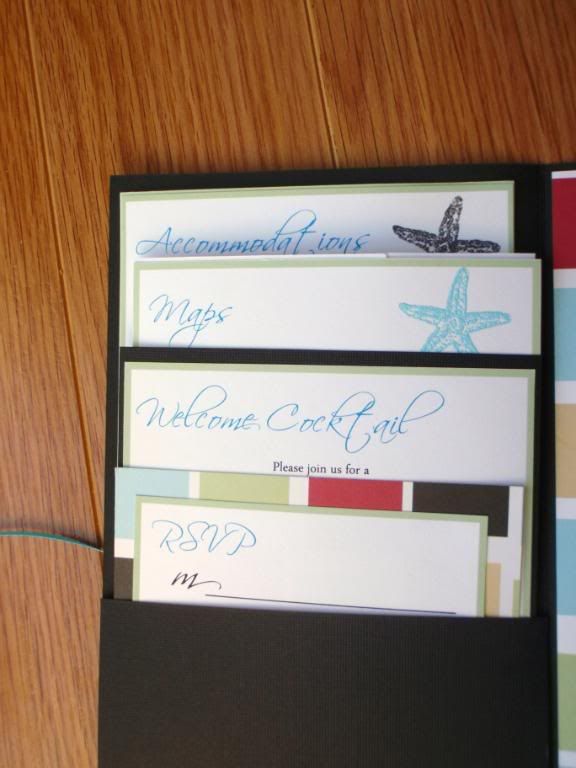 Accommodations
Maps
Welcome Cocktail
Please join us for a
RSVP
M